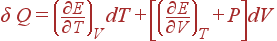 δ Q = (∂E/∂T)_V dT + [(∂E/∂V)_T + P] dV